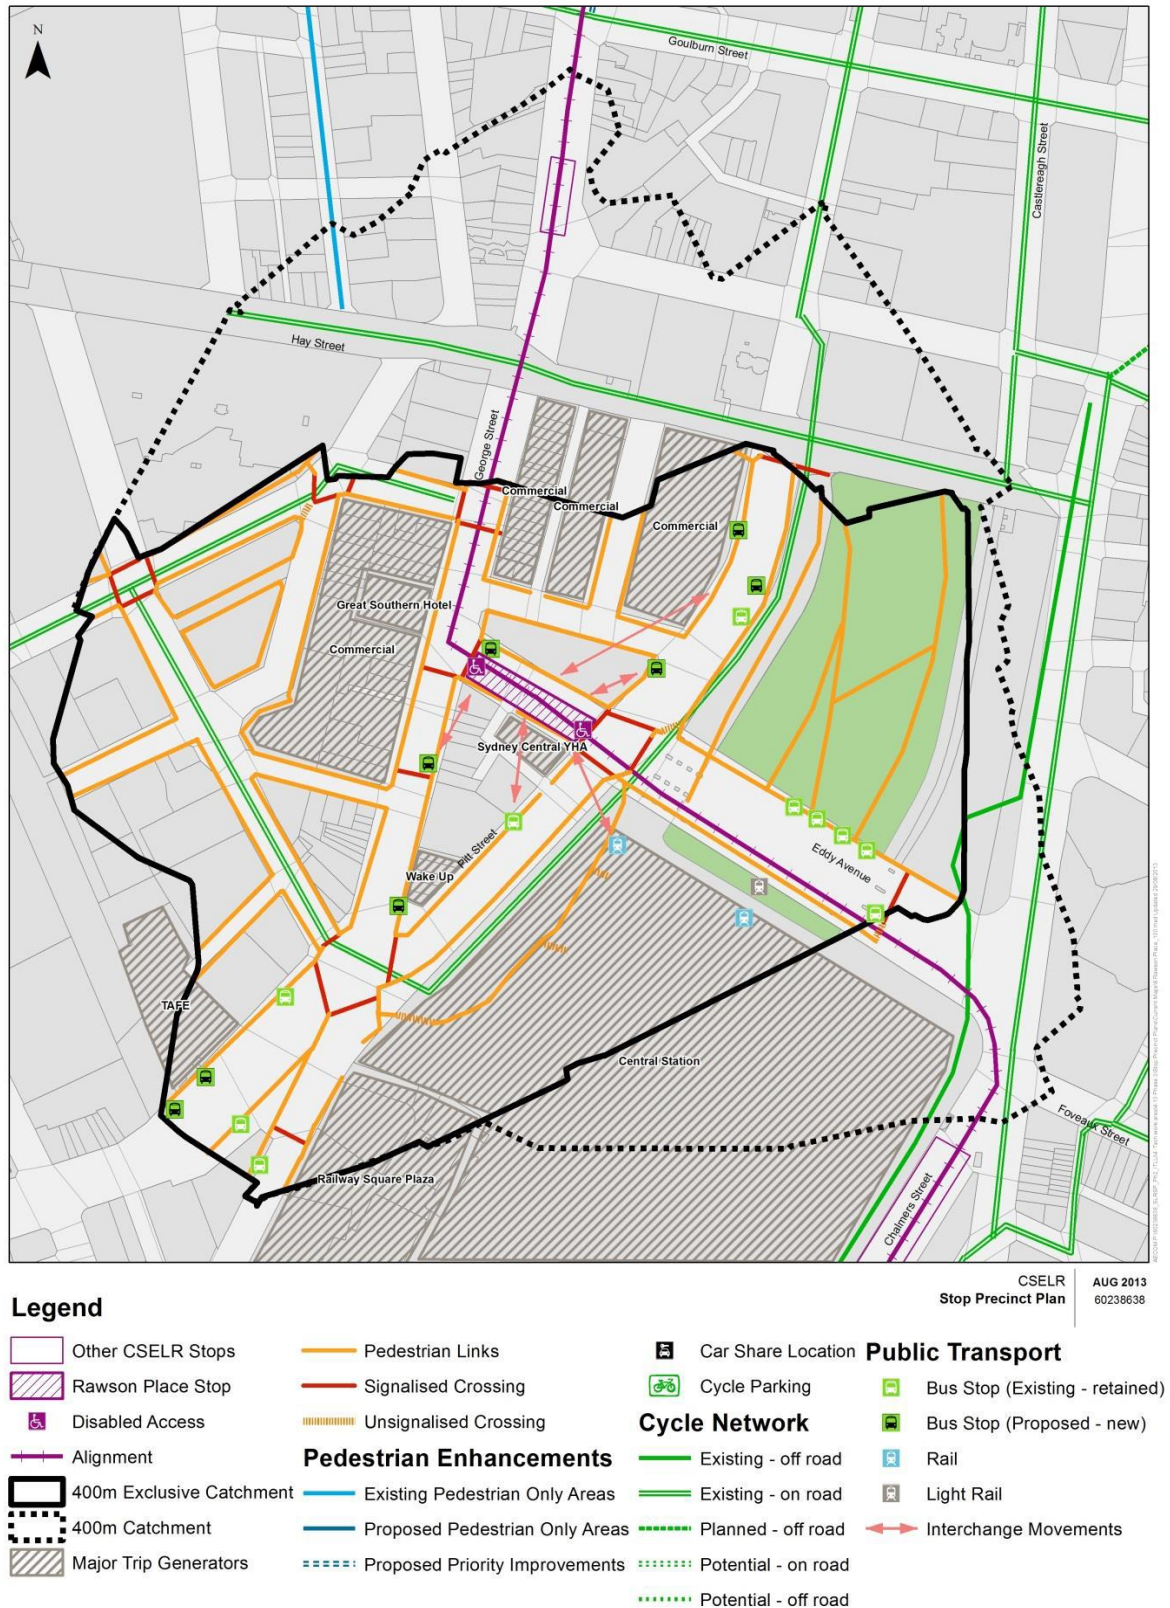 N
Goulburn Street
Castlereagh Street
Hay Street
George Street
Commercial
Commercial
Commercial
Great Southern Hotel
Commercial
Sydney Central YHA
Pitt Street
Eddy Avenue
Wake Up
TAFE
Central Station
Foveaux Street
Railway Square Plaza
Chalmers Street
CSELR
Stop Precinct Plan
AUG 2013
60238638
Legend
Other CSELR Stops
Rawson Place Stop
Disabled Access
Alignment
400m Exclusive Catchment
400m Catchment
Major Trip Generators
Pedestrian Links
Signalised Crossing
Unsignalised Crossing
Pedestrian Enhancements
Existing Pedestrian Only Areas
Proposed Pedestrian Only Areas
Proposed Priority Improvements
Car Share Location
Cycle Parking
Cycle Network
Existing - off road
Existing - on road
Planned - off road
Potential - on road
Potential - off road
Public Transport
Bus Stop (Existing - retained)
Bus Stop (Proposed - new)
Rail
Light Rail
Interchange Movements